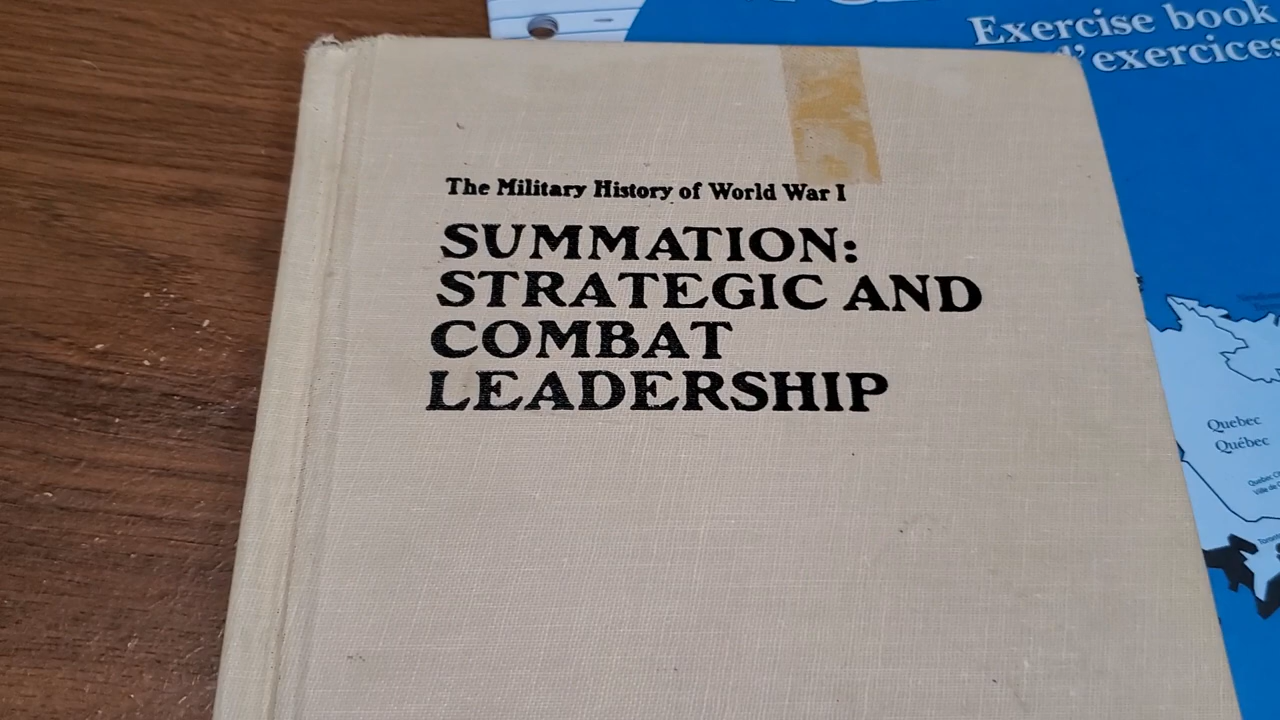 Exercise book
d'exercices
The Military History of World War I
SUMMATION:
STRATEGIC AND
COMBAT
LEADERSHIP
Quebec
Québec